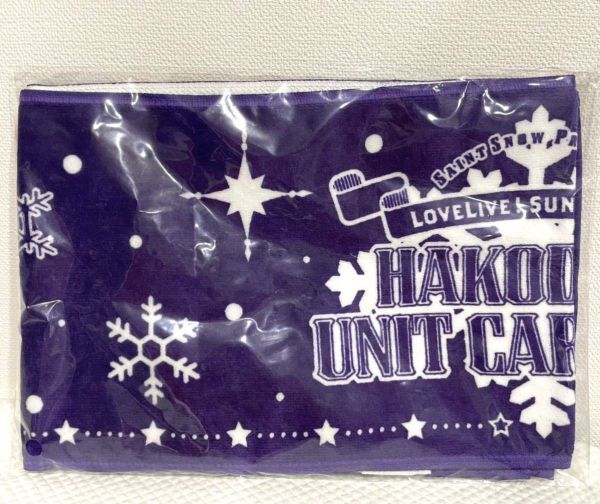 SAINT SNOW, P
LOVELIVE! SUN
HAKOD
UNIT CAR